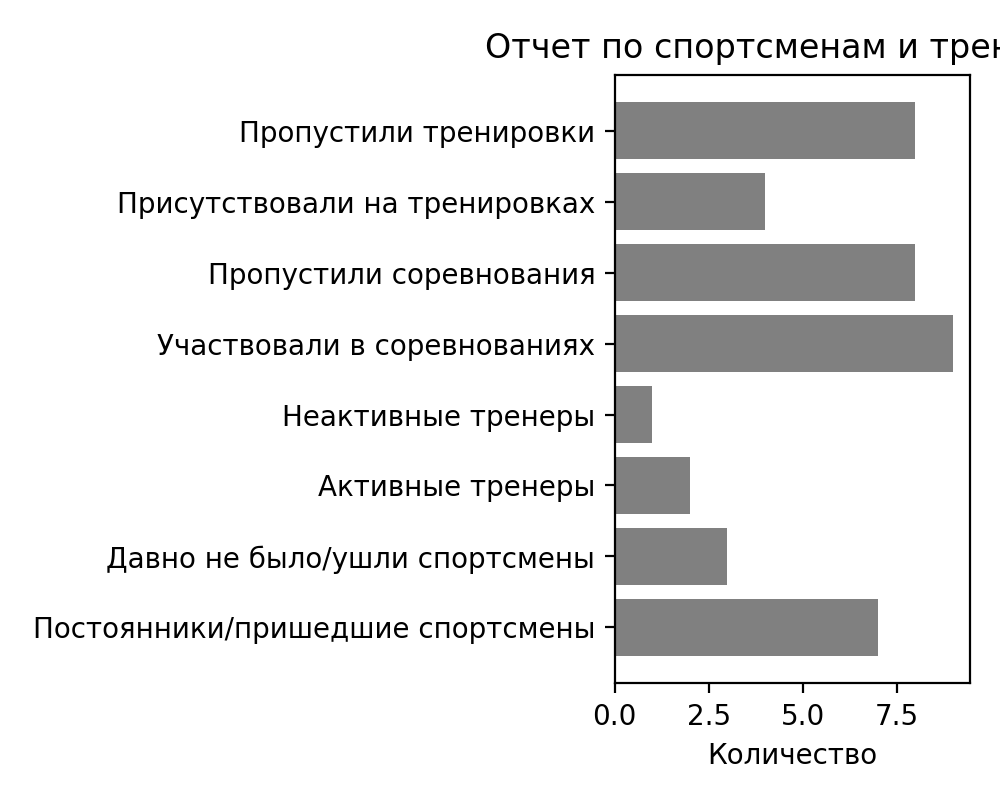 Отчет по спортсменам и трен
Пропустили тренировки
Присутствовали на тренировках
Пропустили соревнования
Участвовали в соревнованиях
Неактивные тренеры
Активные тренеры
Давно не было/ушли спортсмены
Постоянники/пришедшие спортсмены
0.0 2.5 5.0 7.5
Количество